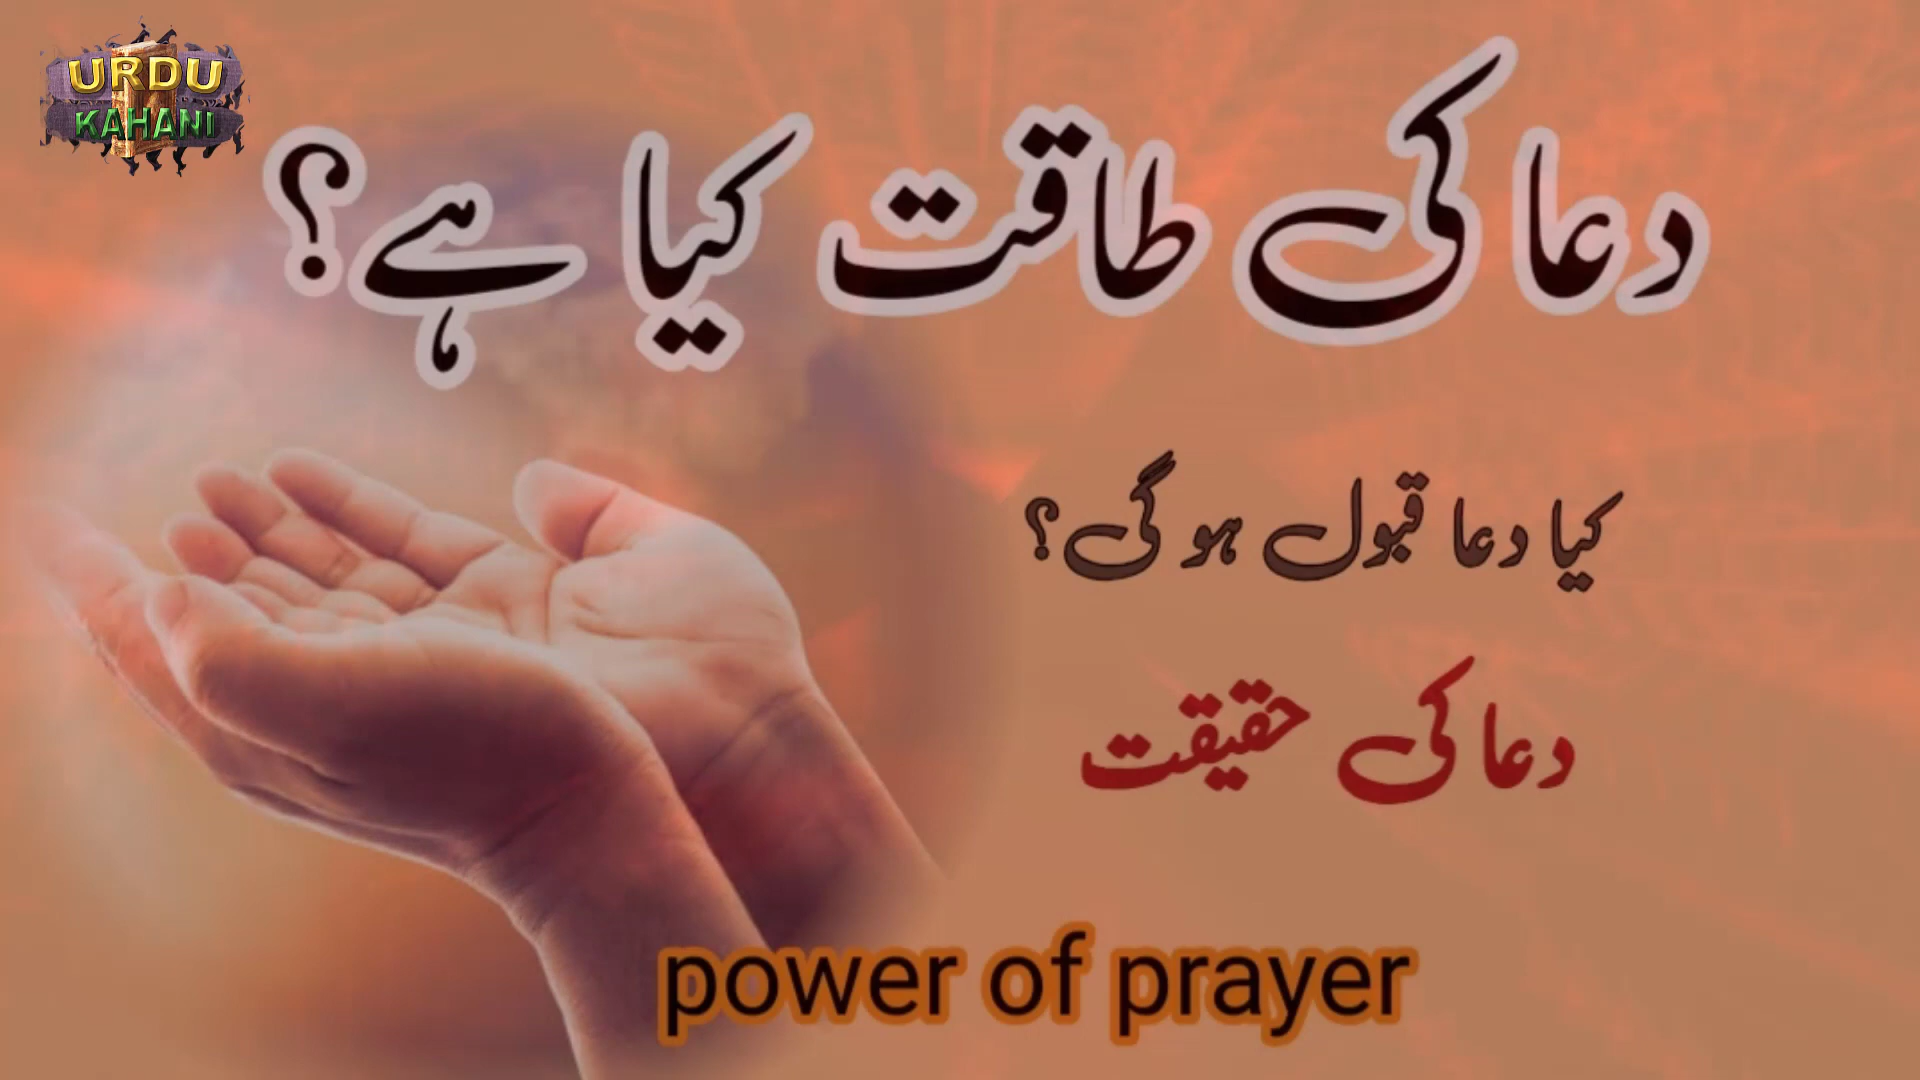 URDU
KAHANI
دعا کی طاقت کیا ہے؟
کیا دعا قبول ہو گی؟
دعا کی حقیقت
power of prayer